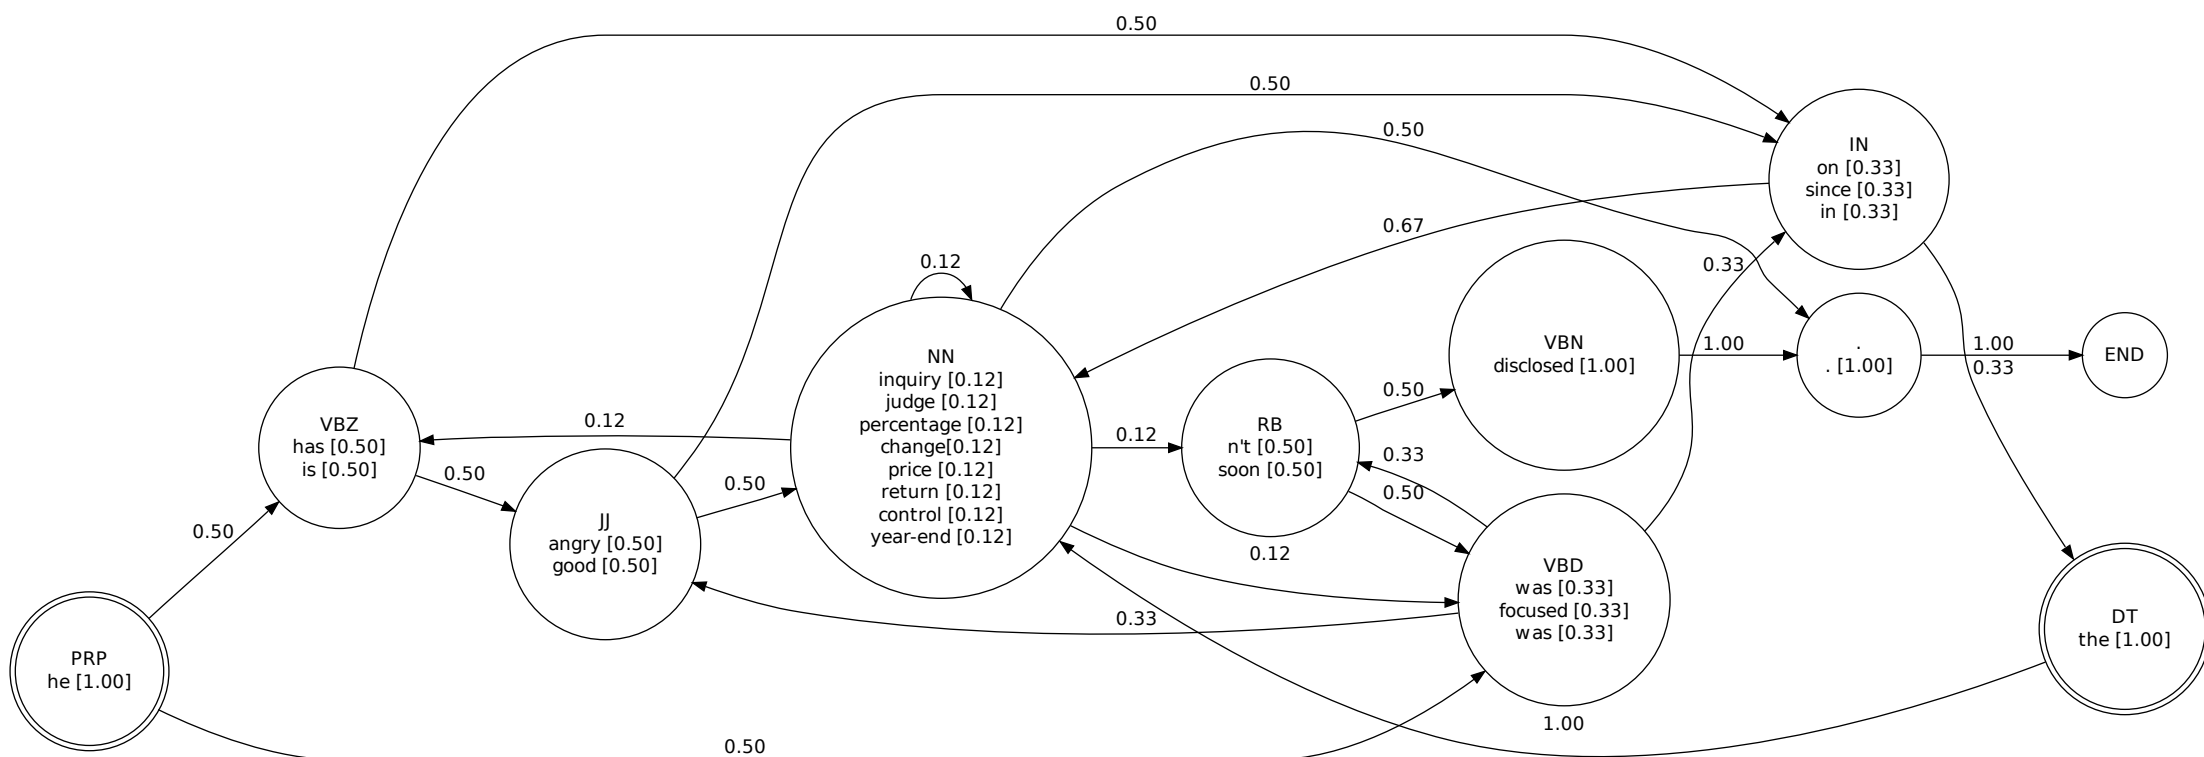 0.50
0.50
0.50
IN
on [0.33]
since [0.33]
in [0.33]
0.67
0.12
0.33
NN
inquiry [0.12]
judge [0.12]
percentage [0.12]
change[0.12]
price [0.12]
return [0.12]
control [0.12]
year-end [0.12]
VBN
disclosed [1.00]
1.00
.
. [1.00]
1.00
0.33
END
VBZ
has [0.50]
is [0.50]
0.12
0.50
0.12
RB
n't [0.50]
soon [0.50]
0.50
0.33
0.50
0.50
JJ
angry [0.50]
good [0.50]
0.50
0.12
VBD
was [0.33]
focused [0.33]
was [0.33]
0.33
PRP
he [1.00]
DT
the [1.00]
1.00
0.50